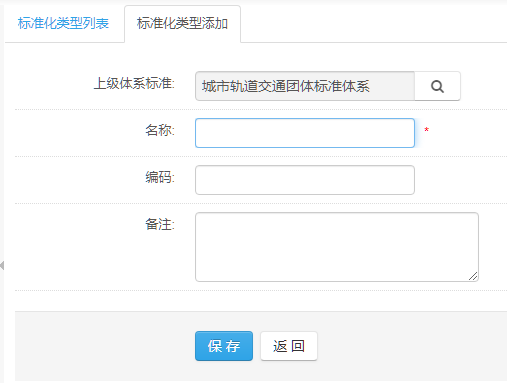 标准化类型列表 标准化类型添加
上级体系标准: 城市轨道交通团体标准体系
名称: *
编码:
备注:
保 存 返 回